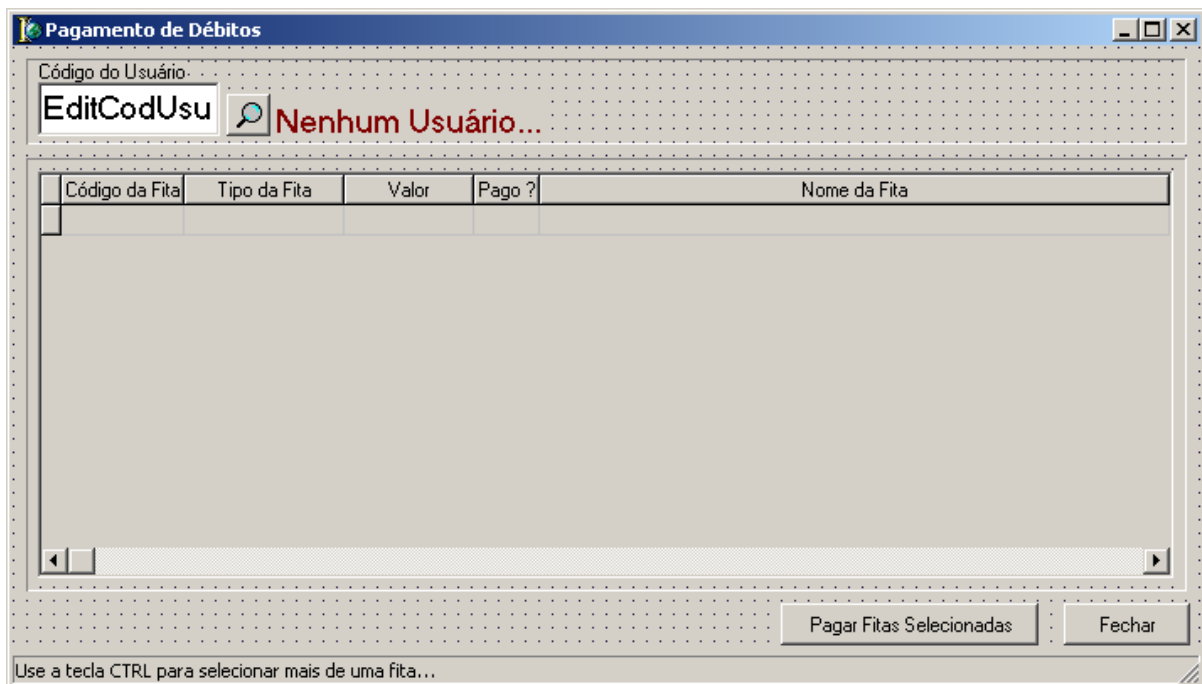 Pagamento de Débitos
Código do Usuário
EditCodUsu
Nenhum Usuário...
Código da Fita Tipo da Fita Valor Pago ? Nome da Fita
Pagar Fitas Selecionadas Fechar
Use a tecla CTRL para selecionar mais de uma fita...